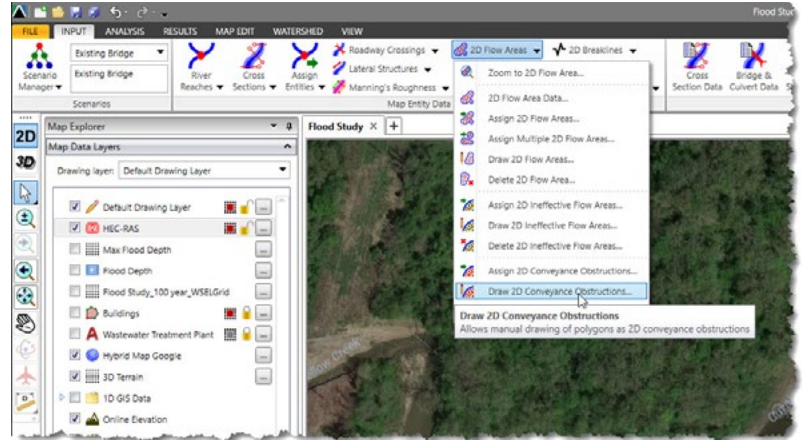 Flood Stu
FILE INPUT ANALYSIS RESULTS MAP EDIT WATERSHED VIEW
Scenario Manager
Existing Bridge
Existing Bridge
Scenarios
River Reaches
Cross Sections
Assign Entities
Roadway Crossings
Lateral Structures
Manning's Roughness
2D Flow Areas
2D Breaklines
Map Entity Data
Cross Section Data
Bridge & Culvert Data
Zoom to 2D Flow Area...
2D Flow Area Data...
Assign 2D Flow Areas...
Assign Multiple 2D Flow Areas...
Draw 2D Flow Areas...
Delete 2D Flow Area...
Assign 2D Ineffective Flow Areas...
Draw 2D Ineffective Flow Areas...
Delete 2D Ineffective Flow Areas...
Assign 2D Conveyance Obstructions...
Draw 2D Conveyance Obstructions...
Draw 2D Conveyance Obstructions
Allows manual drawing of polygons as 2D conveyance obstructions
2D
3D
Map Explorer
Map Data Layers
Drawing layer: Default Drawing Layer
Default Drawing Layer
HEC-RAS
Max Flood Depth
Flood Depth
Flood Study_100 year_WSELGrid
Buildings
Wastewater Treatment Plant
Hybrid Map Google
3D Terrain
1D GIS Data
Online Elevation
Flood Study
Creek